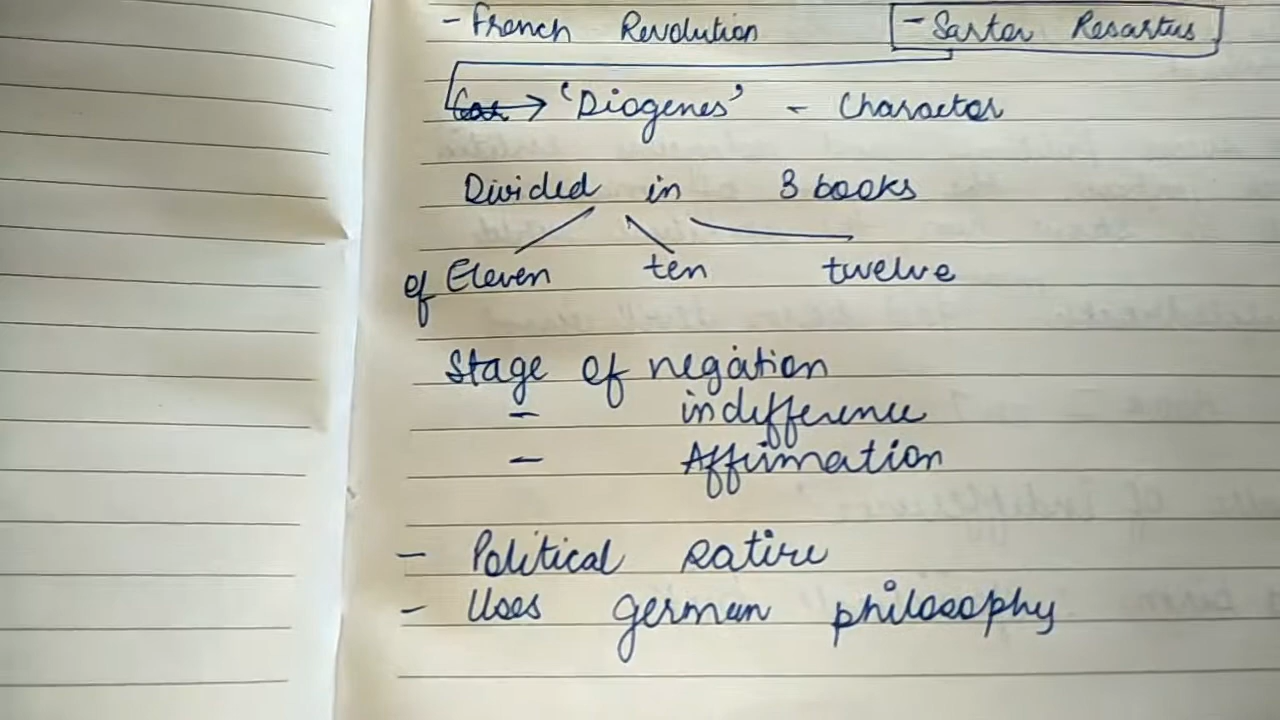 - French Revolution - Sartor Resartus
→ 'Diogenes' - Character
Divided in 3 books
of Eleven ten twelve
Stage of negation
- indifference
- Affirmation
- Political satire
- Uses german philosophy